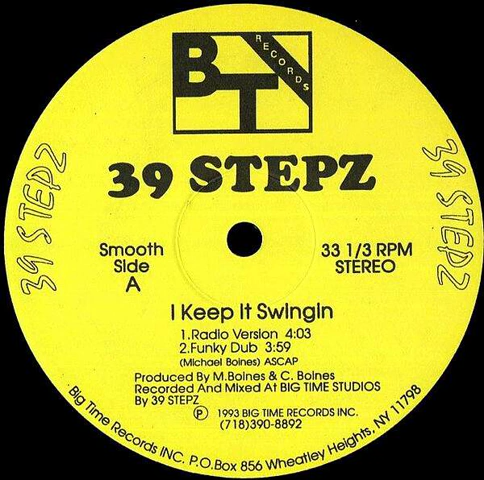 BT
RECORDS
39 STEPZ
39 STEPZ
39 STEPZ
Smooth
Side
A
33 1/3 RPM
STEREO
I Keep It Swingin
1.Radio Version 4:03
2.Funky Dub 3:59
(Michael Boines) ASCAP
Produced By M.Boines & C. Boines
Recorded And Mixed At BIG TIME STUDIOS
By 39 STEPZ
Ⓟ 1993 BIG TIME RECORDS INC.
(718)390-8892
Big Time Records INC. P.O.Box 856 Wheatley Heights, NY 11798